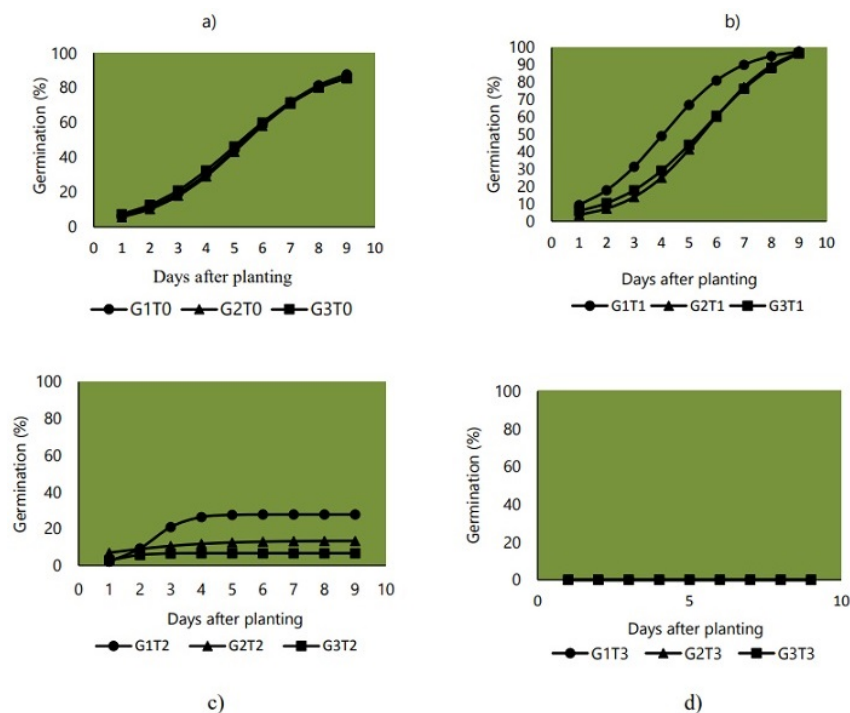 a)
b)
100
80
60
40
20
0
Germination (%)
0 1 2 3 4 5 6 7 8 9 10
Days after planting
G1T0 G2T0 G3T0
100
90
80
70
60
50
40
30
20
10
0
Germination (%)
0 1 2 3 4 5 6 7 8 9 10
Days after planting
G1T1 G2T1 G3T1
100
80
60
40
20
0
Germination (%)
0 1 2 3 4 5 6 7 8 9 10
Days after planting
G1T2 G2T2 G3T2
100
80
60
40
20
0
Germination (%)
0 5 10
Days after planting
G1T3 G2T3 G3T3
c)
d)